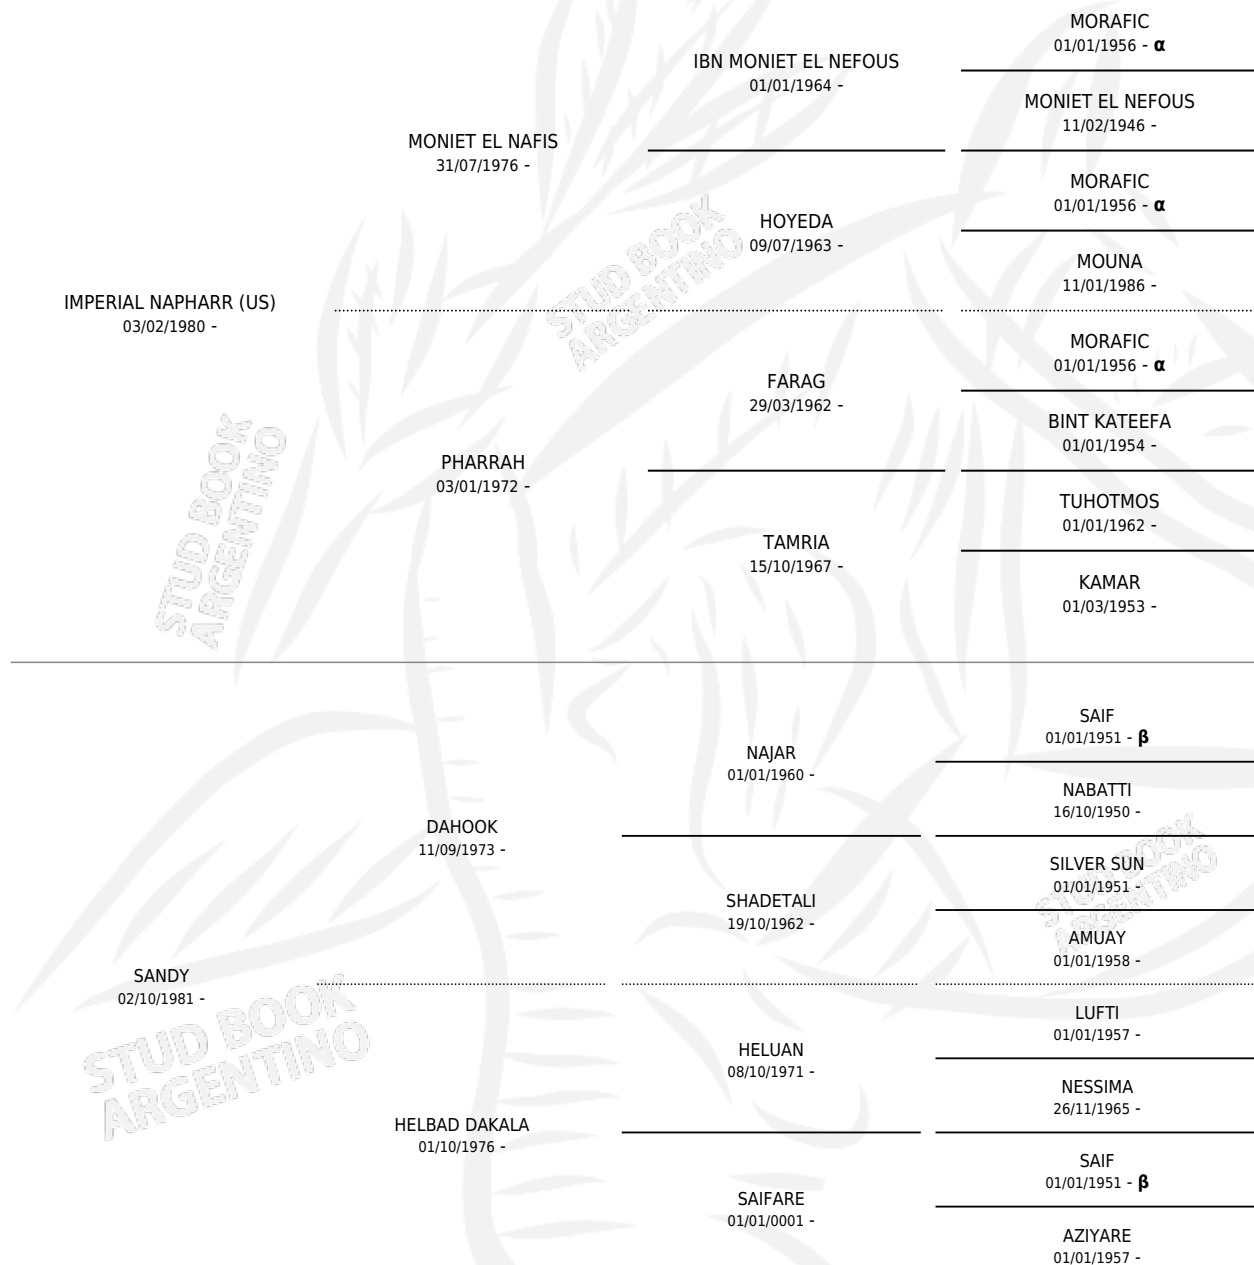 MORAFIC
01/01/1956 - α
IBN MONIET EL NEFOUS
01/01/1964 -
MONIET EL NEFOUS
11/02/1946 -
MONIET EL NAFIS
31/07/1976 -
MORAFIC
01/01/1956 - α
HOYEDA
09/07/1963 -
MOUNA
11/01/1986 -
IMPERIAL NAPHARR (US)
03/02/1980 -
MORAFIC
01/01/1956 - α
FARAG
29/03/1962 -
BINT KATEEFA
01/01/1954 -
PHARRAH
03/01/1972 -
TUHOTMOS
01/01/1962 -
TAMRIA
15/10/1967 -
KAMAR
01/03/1953 -
SAIF
01/01/1951 - β
NAJAR
01/01/1960 -
NABATTI
16/10/1950 -
DAHOOK
11/09/1973 -
SILVER SUN
01/01/1951 -
SHADETALI
19/10/1962 -
AMUAY
01/01/1958 -
SANDY
02/10/1981 -
LUFTI
01/01/1957 -
HELUAN
08/10/1971 -
NESSIMA
26/11/1965 -
HELBAD DAKALA
01/10/1976 -
SAIF
01/01/1951 - β
SAIFARE
01/01/0001 -
AZIYARE
01/01/1957 -
STUD BOOK
ARGENTINO
STUD BOOK
ARGENTINO
STUD BOOK
ARGENTINO
STUD BOOK
ARGENTINO